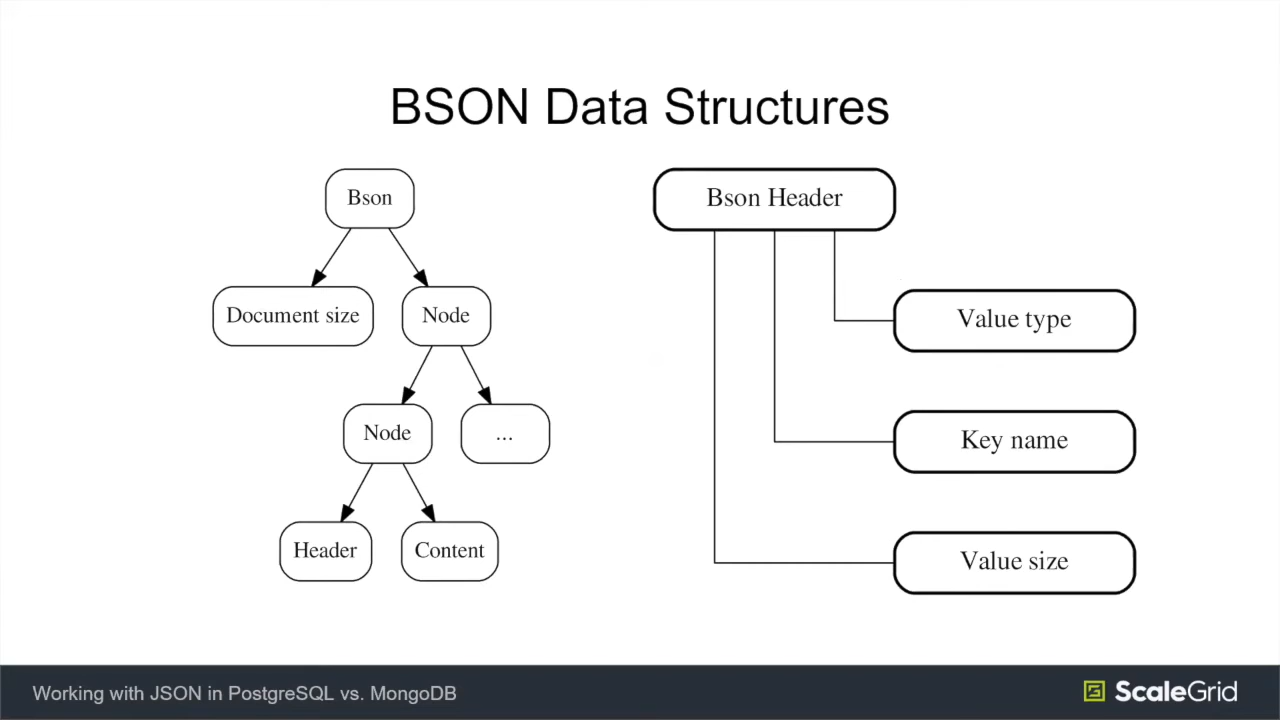 BSON Data Structures
Bson
Document size
Node
Node
...
Header
Content
Bson Header
Value type
Key name
Value size
Working with JSON in PostgreSQL vs. MongoDB
ScaleGrid